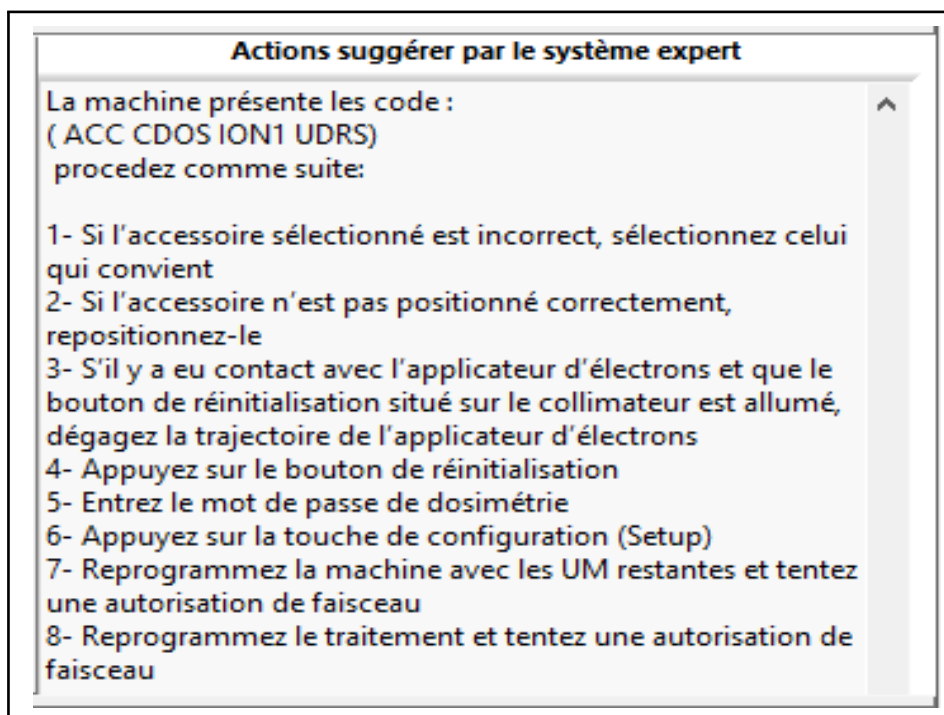 Actions suggérer par le système expert
La machine présente les code :
( ACC CDOS ION1 UDRS)
procedez comme suite:
1- Si l’accessoire sélectionné est incorrect, sélectionnez celui
qui convient
2- Si l’accessoire n’est pas positionné correctement,
repositionnez-le
3- S’il y a eu contact avec l’applicateur d’électrons et que le
bouton de réinitialisation situé sur le collimateur est allumé,
dégagez la trajectoire de l’applicateur d’électrons
4- Appuyez sur le bouton de réinitialisation
5- Entrez le mot de passe de dosimétrie
6- Appuyez sur la touche de configuration (Setup)
7- Reprogrammez la machine avec les UM restantes et tentez
une autorisation de faisceau
8- Reprogrammez le traitement et tentez une autorisation de
faisceau